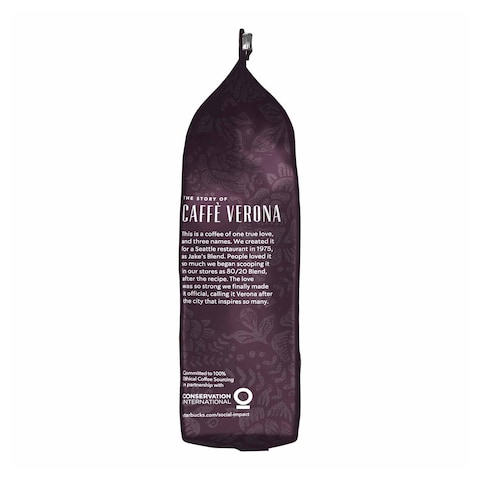 THE STORY OF
CAFFÈ VERONA
This is a coffee of one true love,
and three names. We created it
for a Seattle restaurant in 1975,
as Jake's Blend. People loved it
so much we began scooping it
in our stores as 80/20 Blend,
after the recipe. The love
was so strong we finally made
it official, calling it Verona after
the city that inspires so many.
Committed to 100%
Ethical Coffee Sourcing
in partnership with
CONSERVATION
INTERNATIONAL
starbucks.com/social-impact